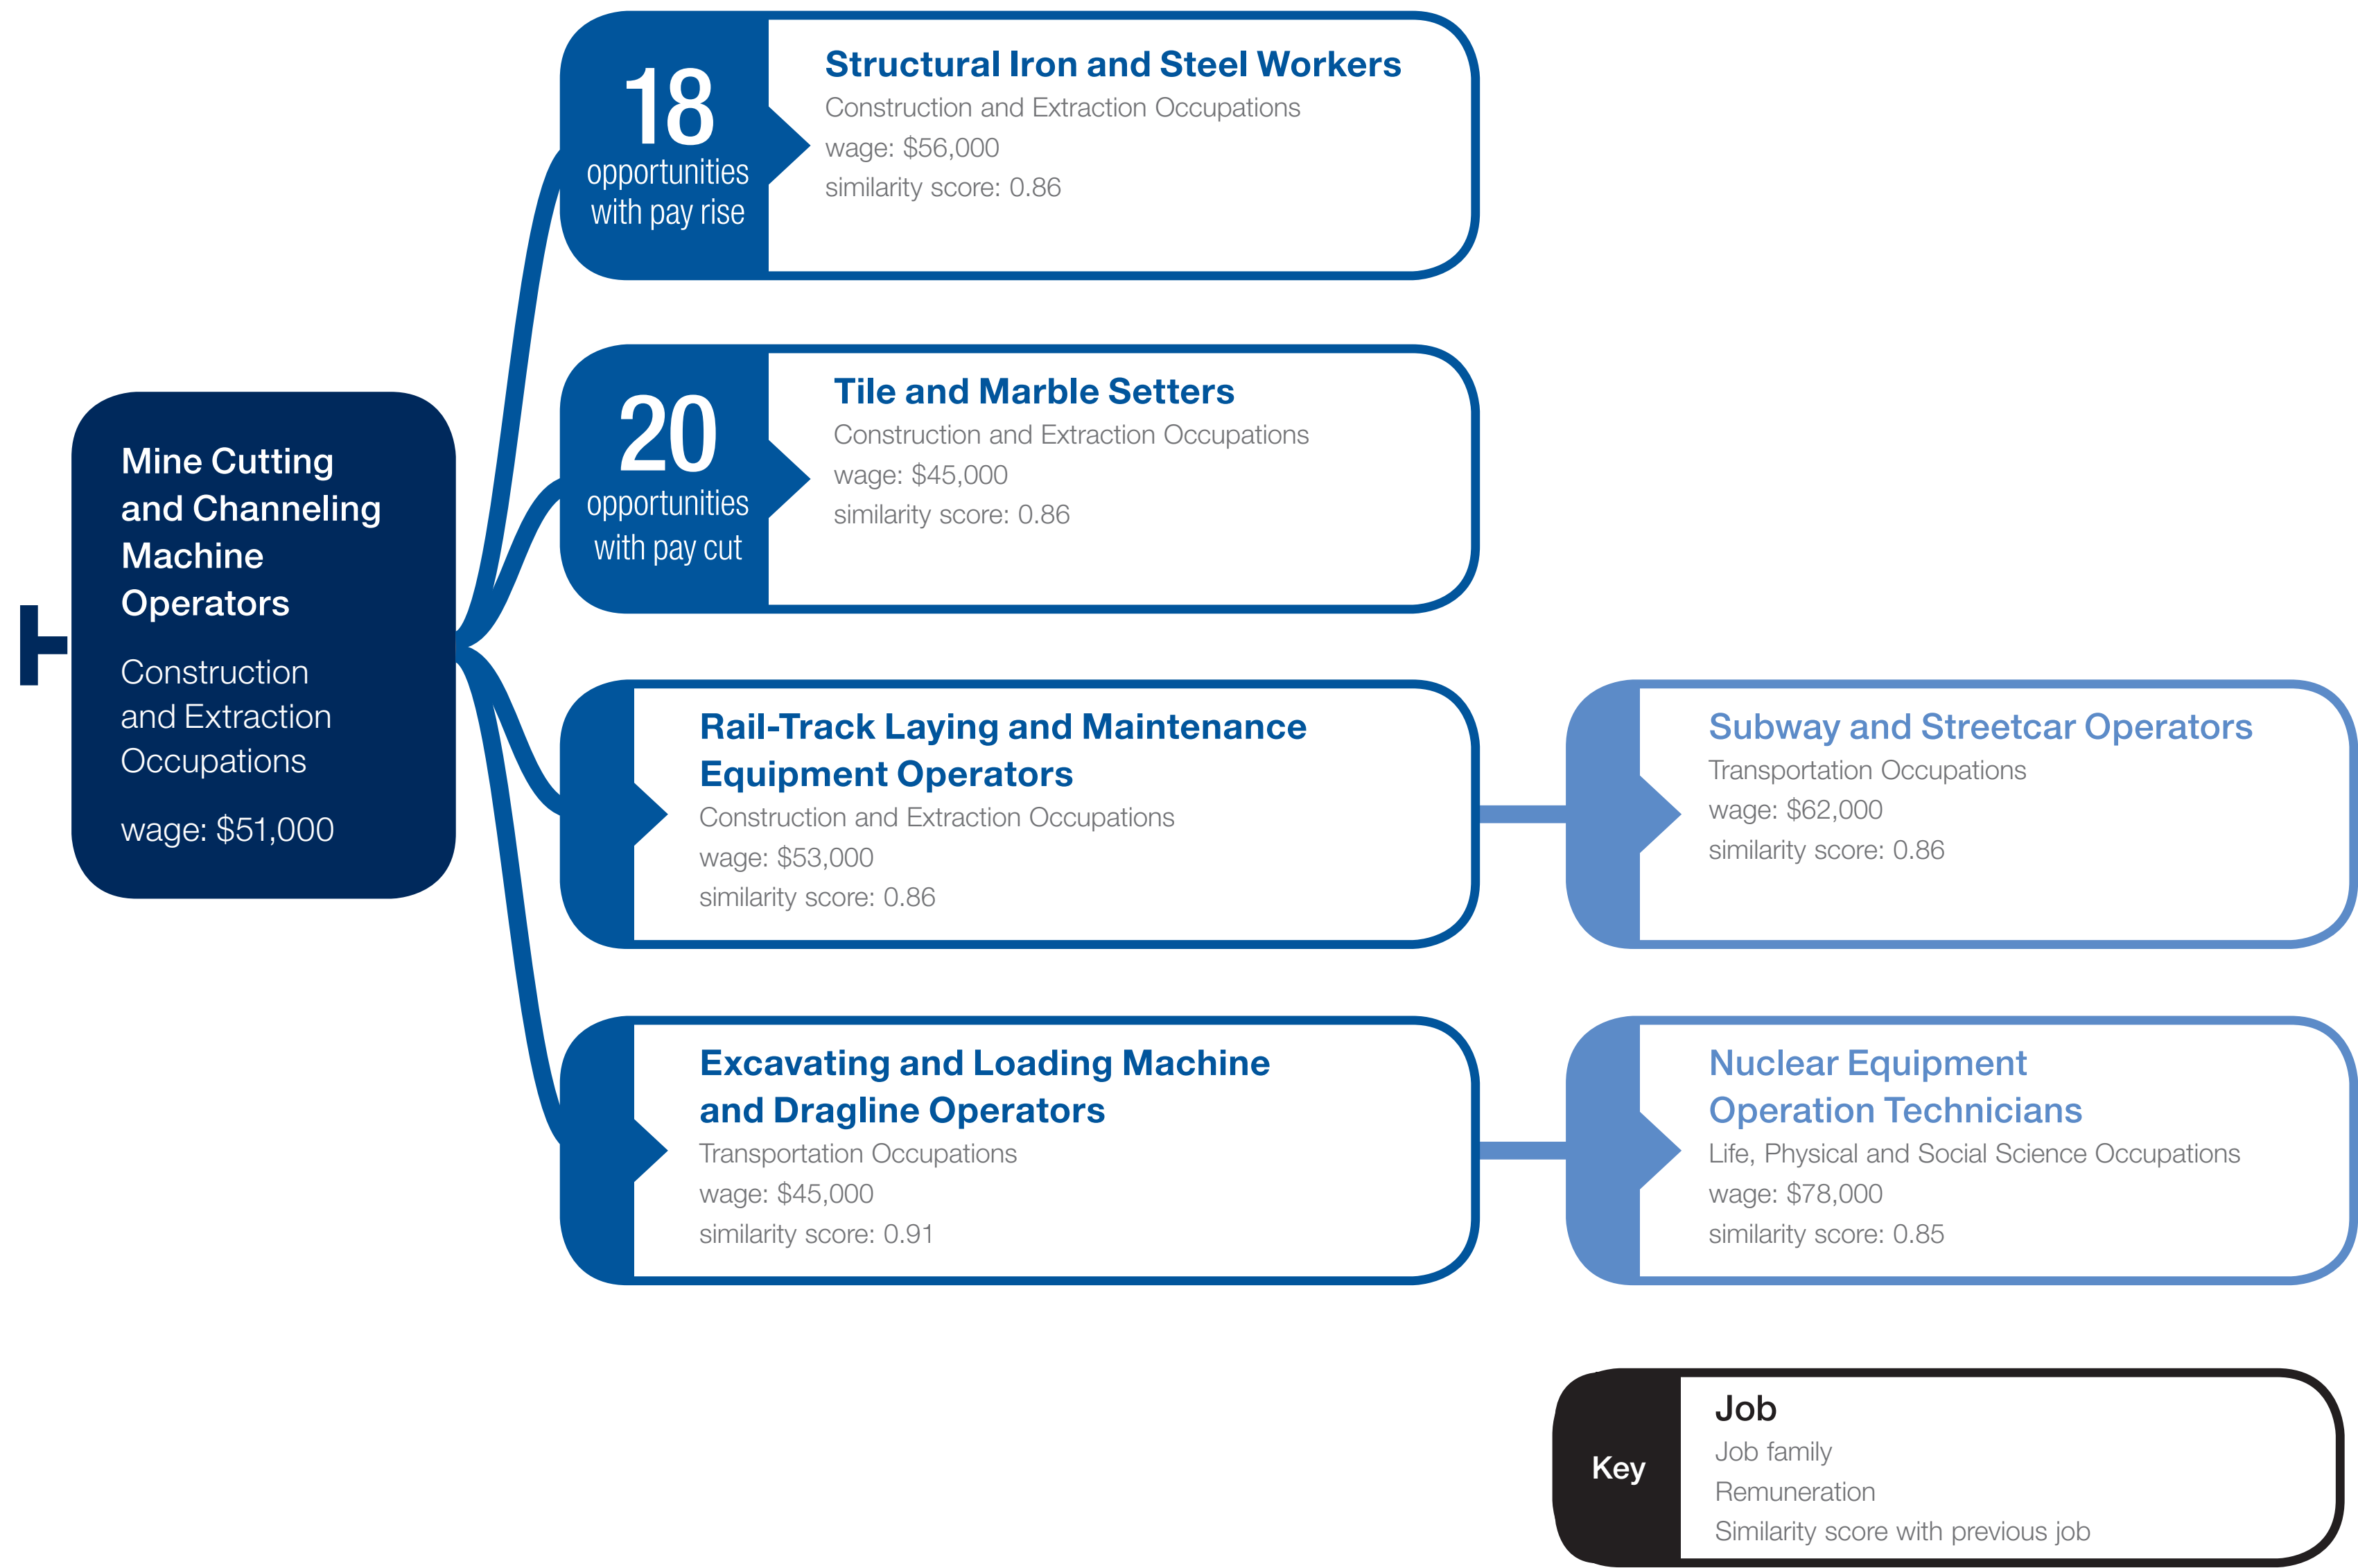 Mine Cutting
and Channeling
Machine
Operators
Construction
and Extraction
Occupations
wage: $51,000
18
opportunities
with pay rise
Structural Iron and Steel Workers
Construction and Extraction Occupations
wage: $56,000
similarity score: 0.86
20
opportunities
with pay cut
Tile and Marble Setters
Construction and Extraction Occupations
wage: $45,000
similarity score: 0.86
Rail-Track Laying and Maintenance
Equipment Operators
Construction and Extraction Occupations
wage: $53,000
similarity score: 0.86
Subway and Streetcar Operators
Transportation Occupations
wage: $62,000
similarity score: 0.86
Excavating and Loading Machine
and Dragline Operators
Transportation Occupations
wage: $45,000
similarity score: 0.91
Nuclear Equipment
Operation Technicians
Life, Physical and Social Science Occupations
wage: $78,000
similarity score: 0.85
Key
Job
Job family
Remuneration
Similarity score with previous job